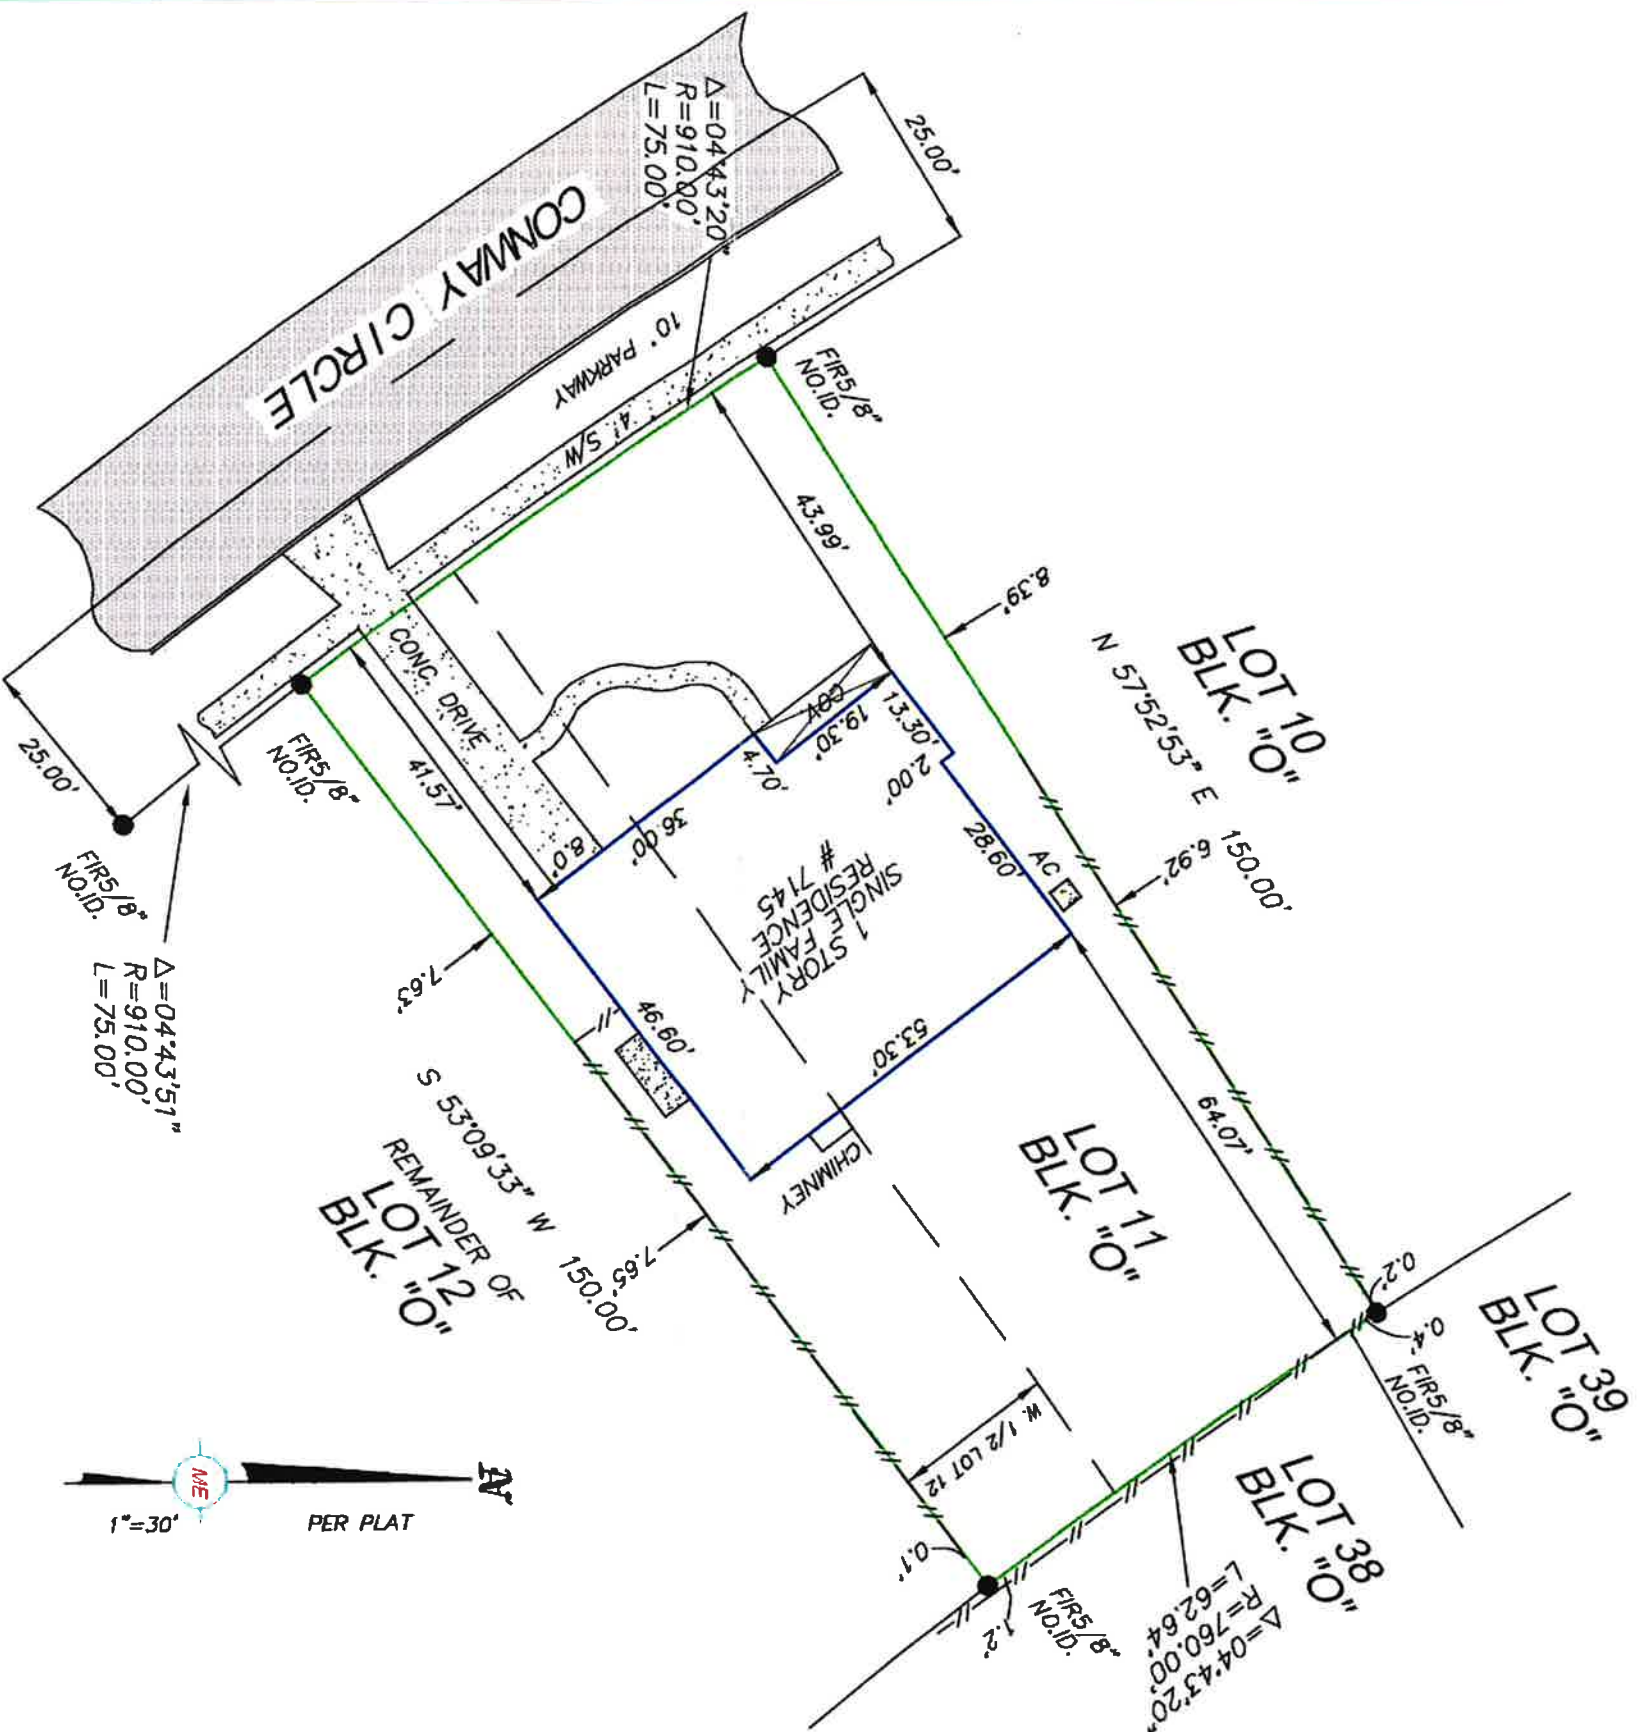 Δ=04°43'20"
R=910.00'
L=75.00'
25.00'
CONWAY CIRCLE
10' PARKWAY
4' S/W
FIR5/8"
NO.ID.
43.99'
8.39'
LOT 10
BLK. "O"
N 57°52'53" E 150.00'
CONC. DRIVE
COV.
19.30'
13.30'
4.70'
2.00'
28.60'
AC
6.92'
25.00'
FIR5/8"
NO.ID.
41.57'
8.0'
36.00'
1 STORY
SINGLE FAMILY
RESIDENCE
# 7145
FIR5/8"
NO.ID.
Δ=04°43'51"
R=910.00'
L=75.00'
7.63'
46.60'
53.30'
64.07'
CHIMNEY
LOT 11
BLK. "O"
S 53°09'33" W 150.00'
REMAINDER OF
LOT 12
BLK. "O"
7.65'
0.2'
0.4'
FIR5/8"
NO.ID.
LOT 39
BLK. "O"
W. 1/2 LOT 12
LOT 38
BLK. "O"
0.1'
1.2'
FIR5/8"
NO.ID.
Δ=04°43'20"
R=760.00'
L=62.64'
ME
N
1"=30'
PER PLAT